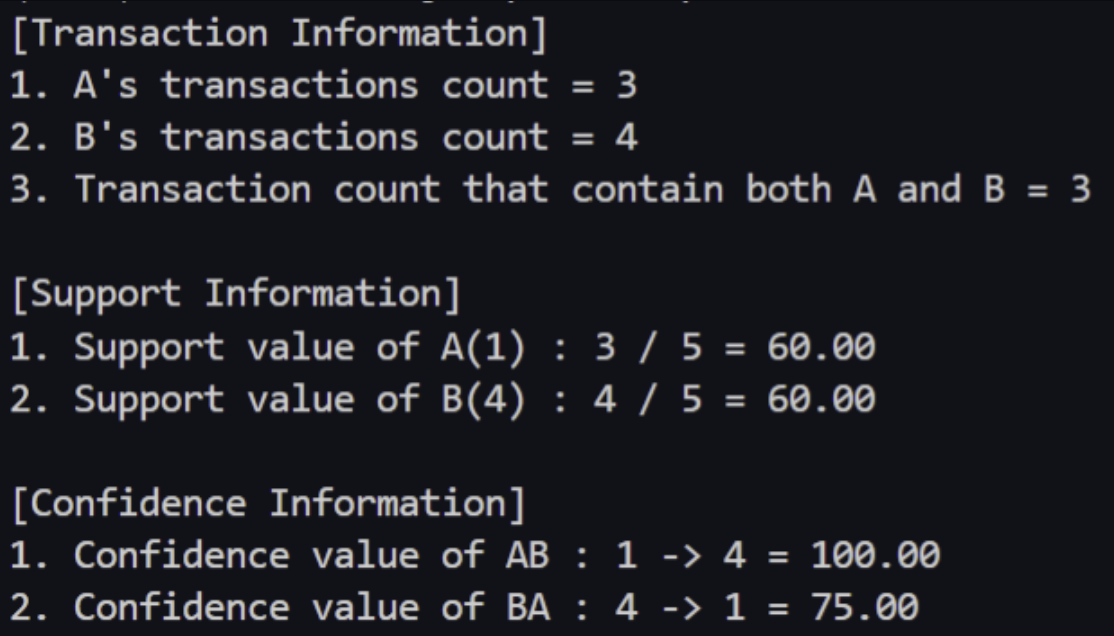 [Transaction Information]
1. A's transactions count = 3
2. B's transactions count = 4
3. Transaction count that contain both A and B = 3
[Support Information]
1. Support value of A(1) : 3 / 5 = 60.00
2. Support value of B(4) : 4 / 5 = 60.00
[Confidence Information]
1. Confidence value of AB : 1 -> 4 = 100.00
2. Confidence value of BA : 4 -> 1 = 75.00